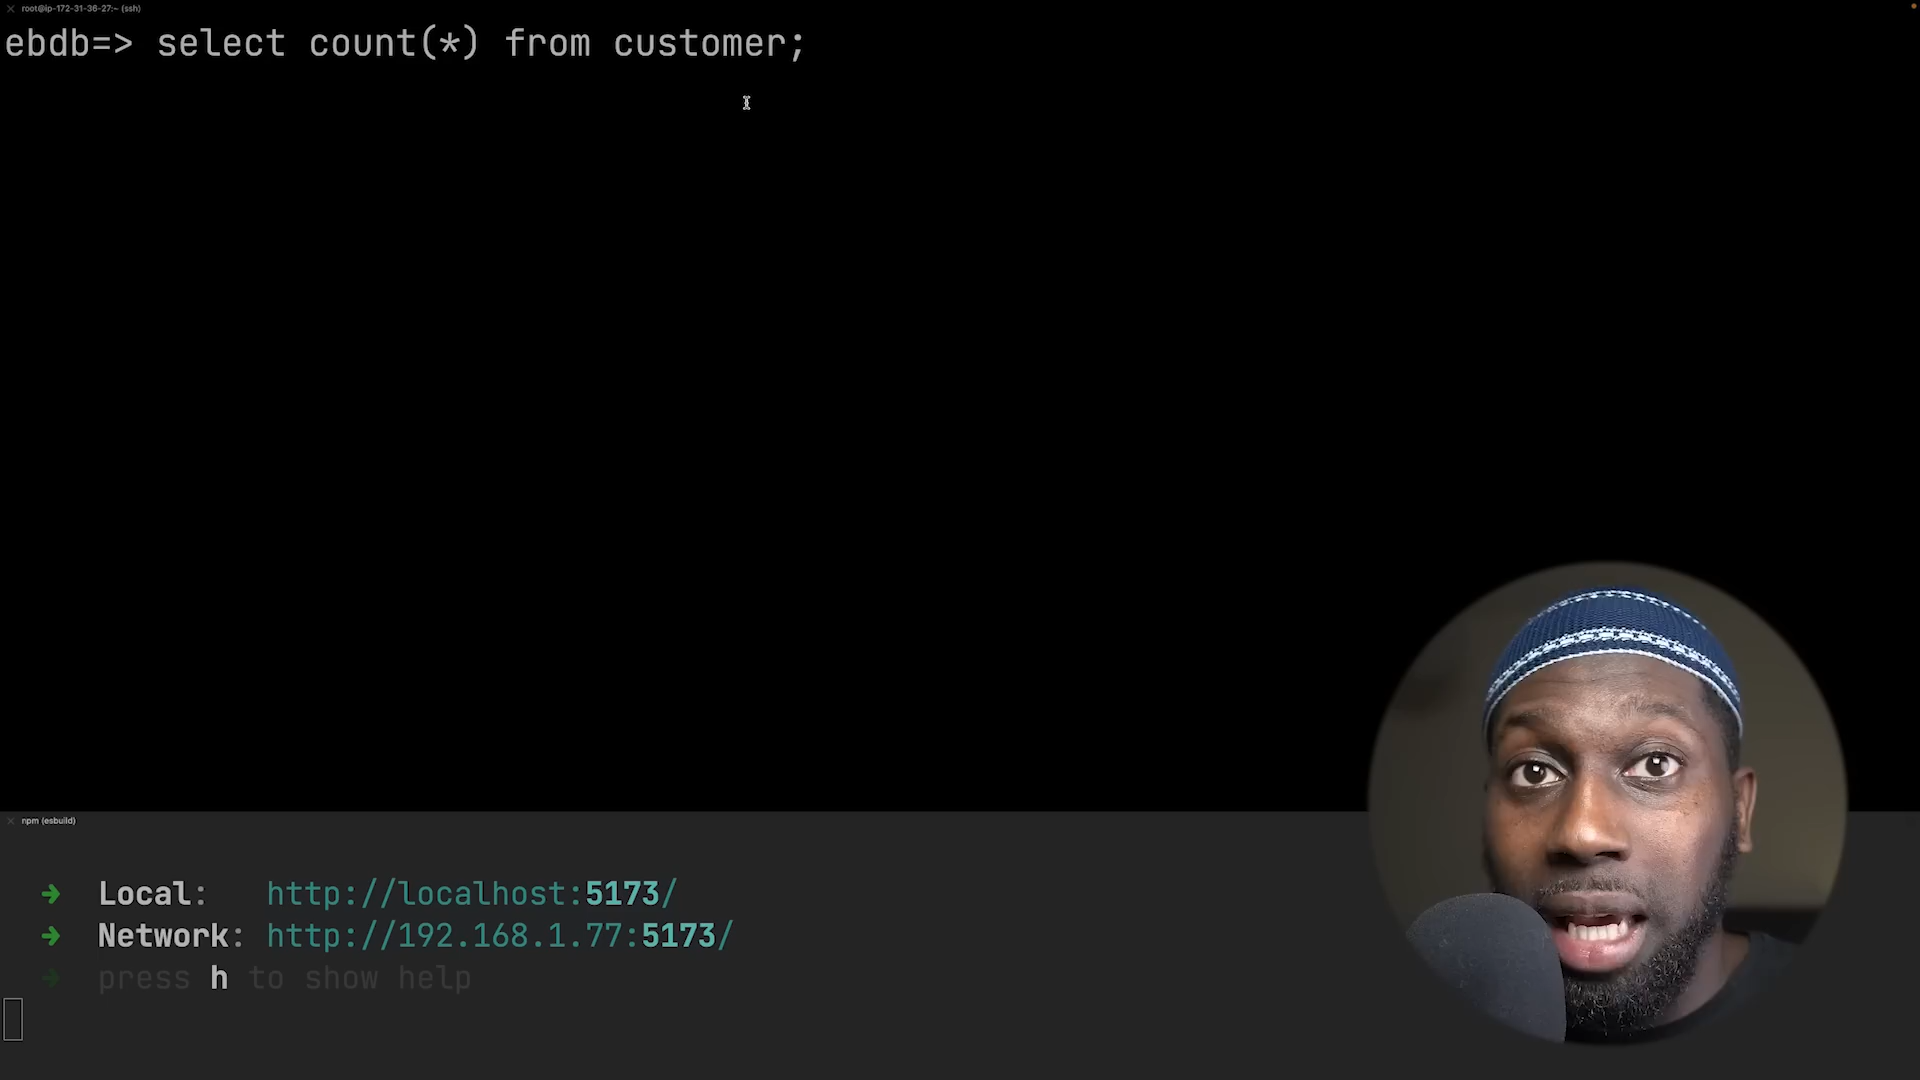 root@ip-172-31-36-27:~ (ssh)
ebdb=> select count(*) from customer;
npm (esbuild)
➜ Local: http://localhost:5173/
➜ Network: http://192.168.1.77:5173/
➜ press h to show help